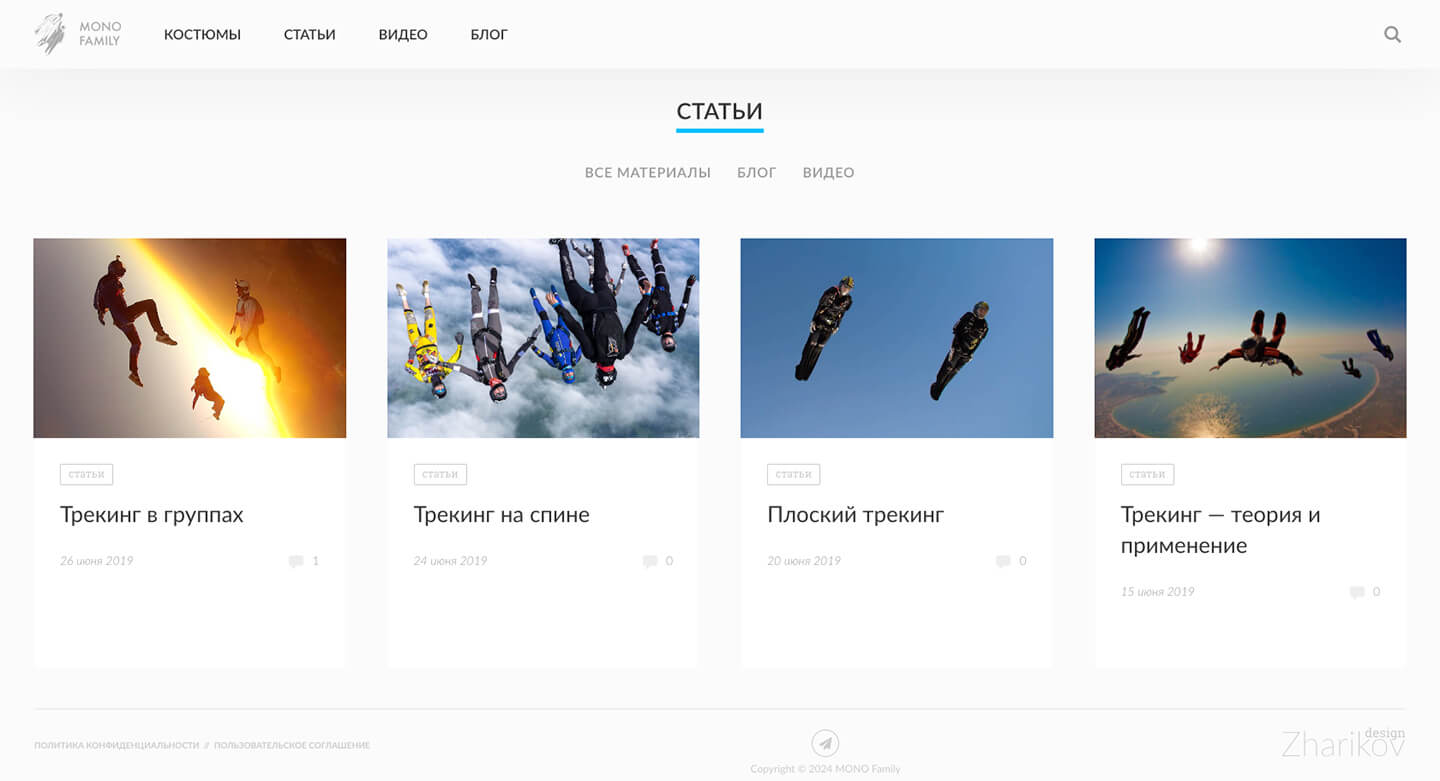 MONO
FAMILY
КОСТЮМЫ СТАТЬИ ВИДЕО БЛОГ
СТАТЬИ
ВСЕ МАТЕРИАЛЫ БЛОГ ВИДЕО
статьи
Трекинг в группах
26 июня 2019 1
статьи
Трекинг на спине
24 июня 2019 0
статьи
Плоский трекинг
20 июня 2019 0
статьи
Трекинг — теория и
применение
15 июня 2019 0
ПОЛИТИКА КОНФИДЕНЦИАЛЬНОСТИ // ПОЛЬЗОВАТЕЛЬСКОЕ СОГЛАШЕНИЕ
Copyright © 2024 MONO Family
design
Zharikov